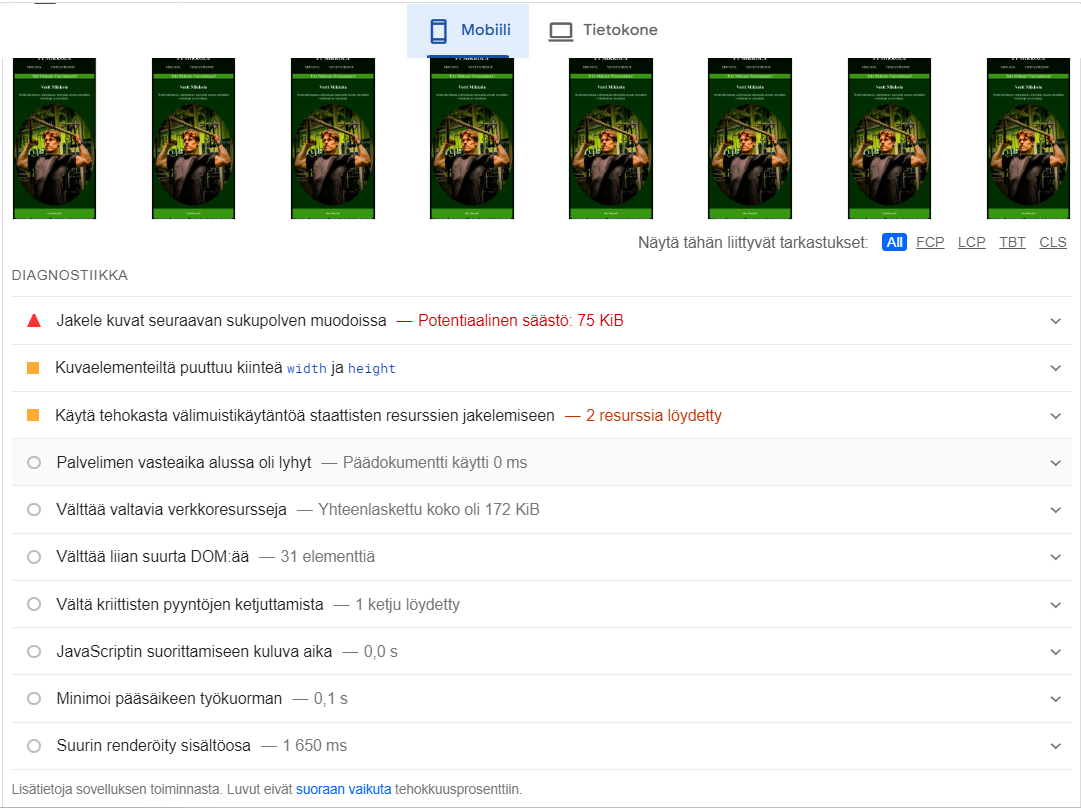 Mobiili
Tietokone
Veeti Mikkola
Näytä tähän liittyvät tarkastukset: All FCP LCP TBT CLS
DIAGNOSTIIKKA
Jakele kuvat seuraavan sukupolven muodoissa — Potentiaalinen säästö: 75 KiB
Kuvaelementeiltä puuttuu kiinteä width ja height
Käytä tehokasta välimuistikäytäntöä staattisten resurssien jakelemiseen — 2 resurssia löydetty
Palvelimen vasteaika alussa oli lyhyt — Päädokumentti käytti 0 ms
Välttää valtavia verkkoresursseja — Yhteenlaskettu koko oli 172 KiB
Välttää liian suurta DOM:ää — 31 elementtiä
Vältä kriittisten pyyntöjen ketjuttamista — 1 ketju löydetty
JavaScriptin suorittamiseen kuluva aika — 0,0 s
Minimoi pääsäikeen työkuorman — 0,1 s
Suurin renderöity sisältöosa — 1 650 ms
Lisätietoja sovelluksen toiminnasta. Luvut eivät suoraan vaikuta tehokkuusprosenttiin.